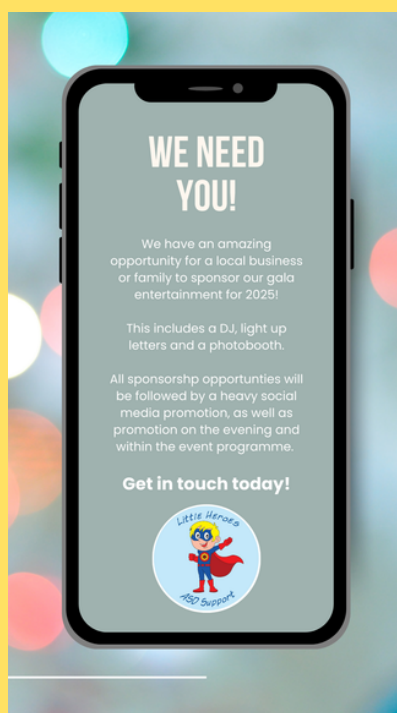 WE NEED
YOU!
We have an amazing
opportunity for a local business
or family to sponsor our gala
entertainment for 2025!
This includes a DJ, light up
letters and a photobooth.
All sponsorshp opportunties will
be followed by a heavy social
media promotion, as well as
promotion on the evening and
within the event programme.
Get in touch today!
Little Heroes
ASD Support